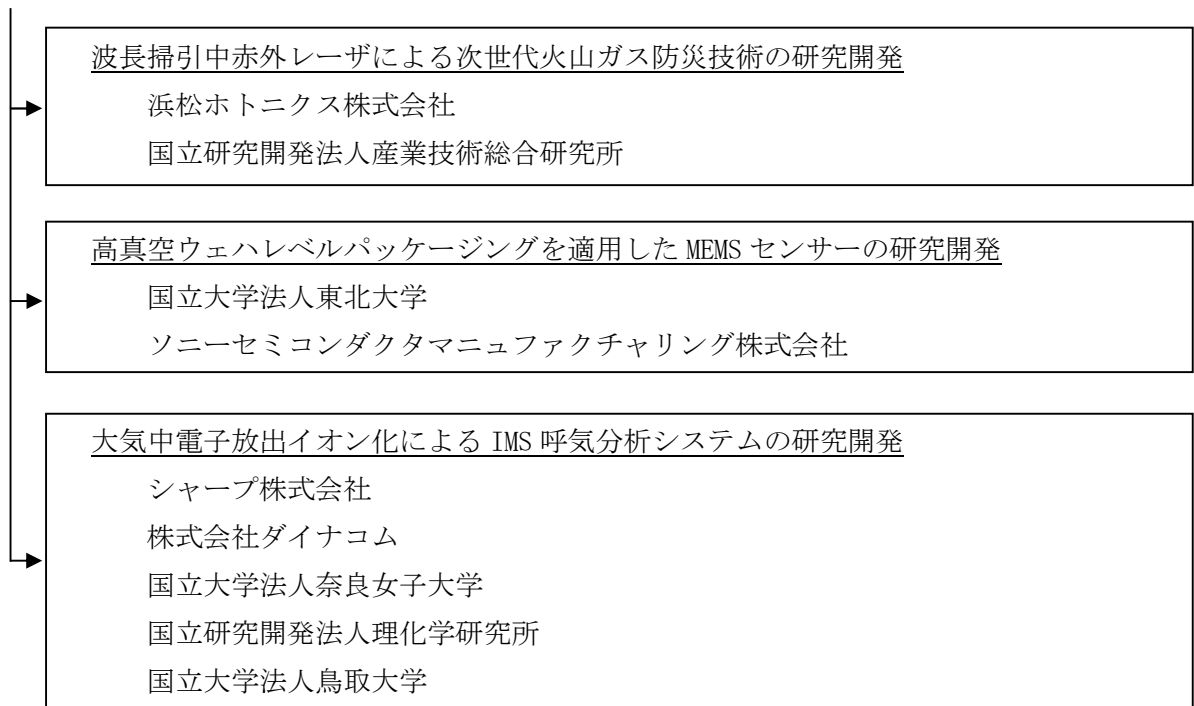 波長掃引中赤外レーザによる次世代火山ガス防災技術の研究開発
浜松ホトニクス株式会社
国立研究開発法人産業技術総合研究所
高真空ウェハレベルパッケージングを適用した MEMS センサーの研究開発
国立大学法人東北大学
ソニーセミコンダクタマニュファクチャリング株式会社
大気中電子放出イオン化による IMS 呼気分析システムの研究開発
シャープ株式会社
株式会社ダイナコム
国立大学法人奈良女子大学
国立研究開発法人理化学研究所
国立大学法人鳥取大学